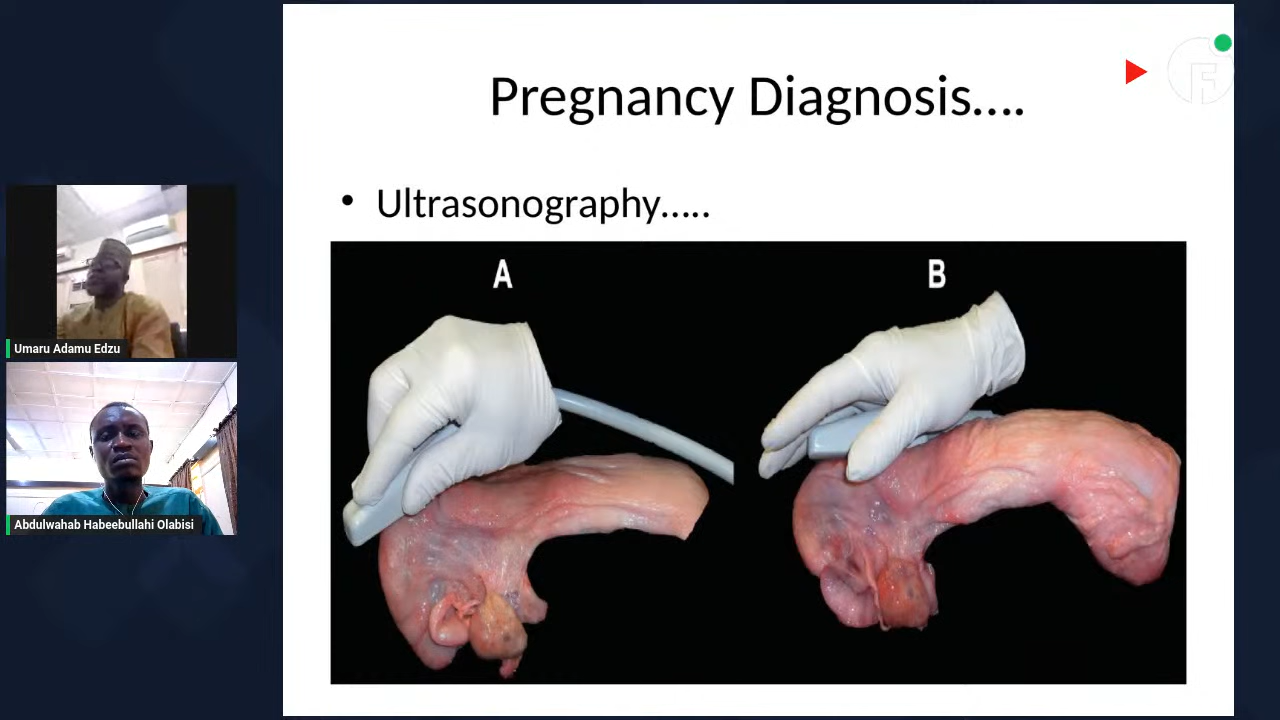 Pregnancy Diagnosis....
• Ultrasonography.....
A
B
Umaru Adamu Edzu
Abdulwahab Habeebullahi Olabisi
F